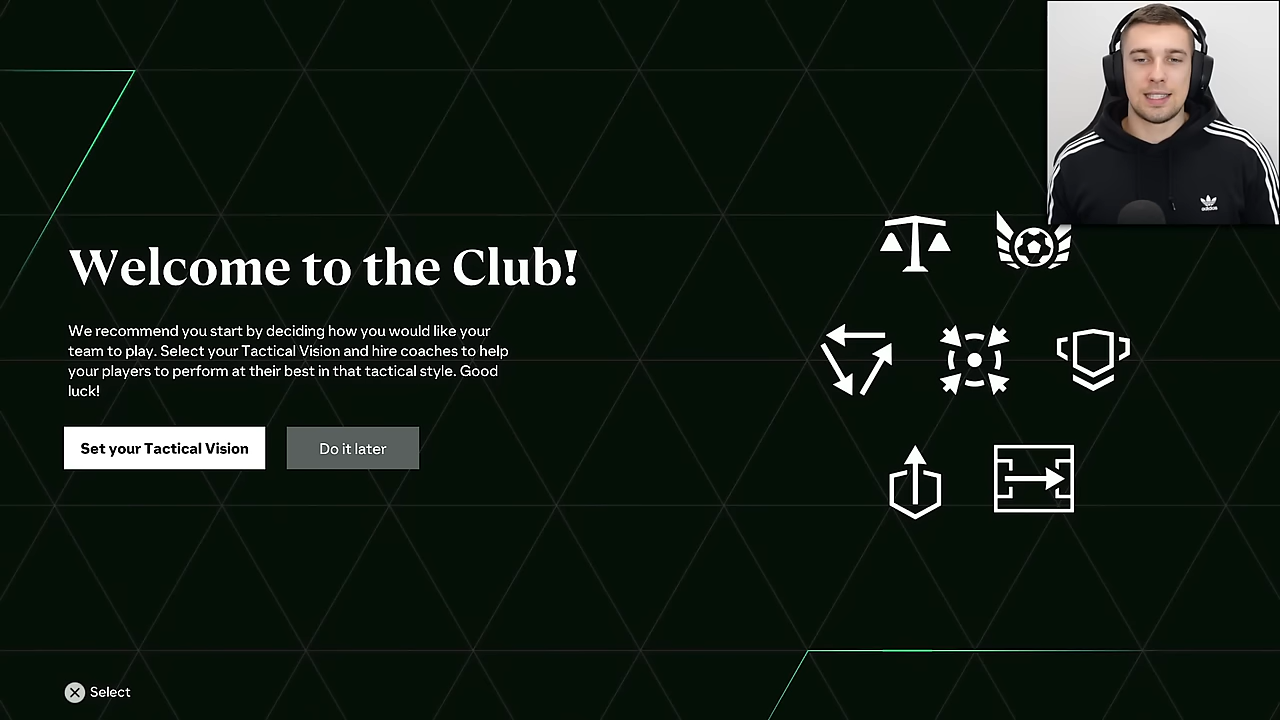 Welcome to the Club!
We recommend you start by deciding how you would like your
team to play. Select your Tactical Vision and hire coaches to help
your players to perform at their best in that tactical style. Good
luck!
Set your Tactical Vision
Do it later
Select
adidas